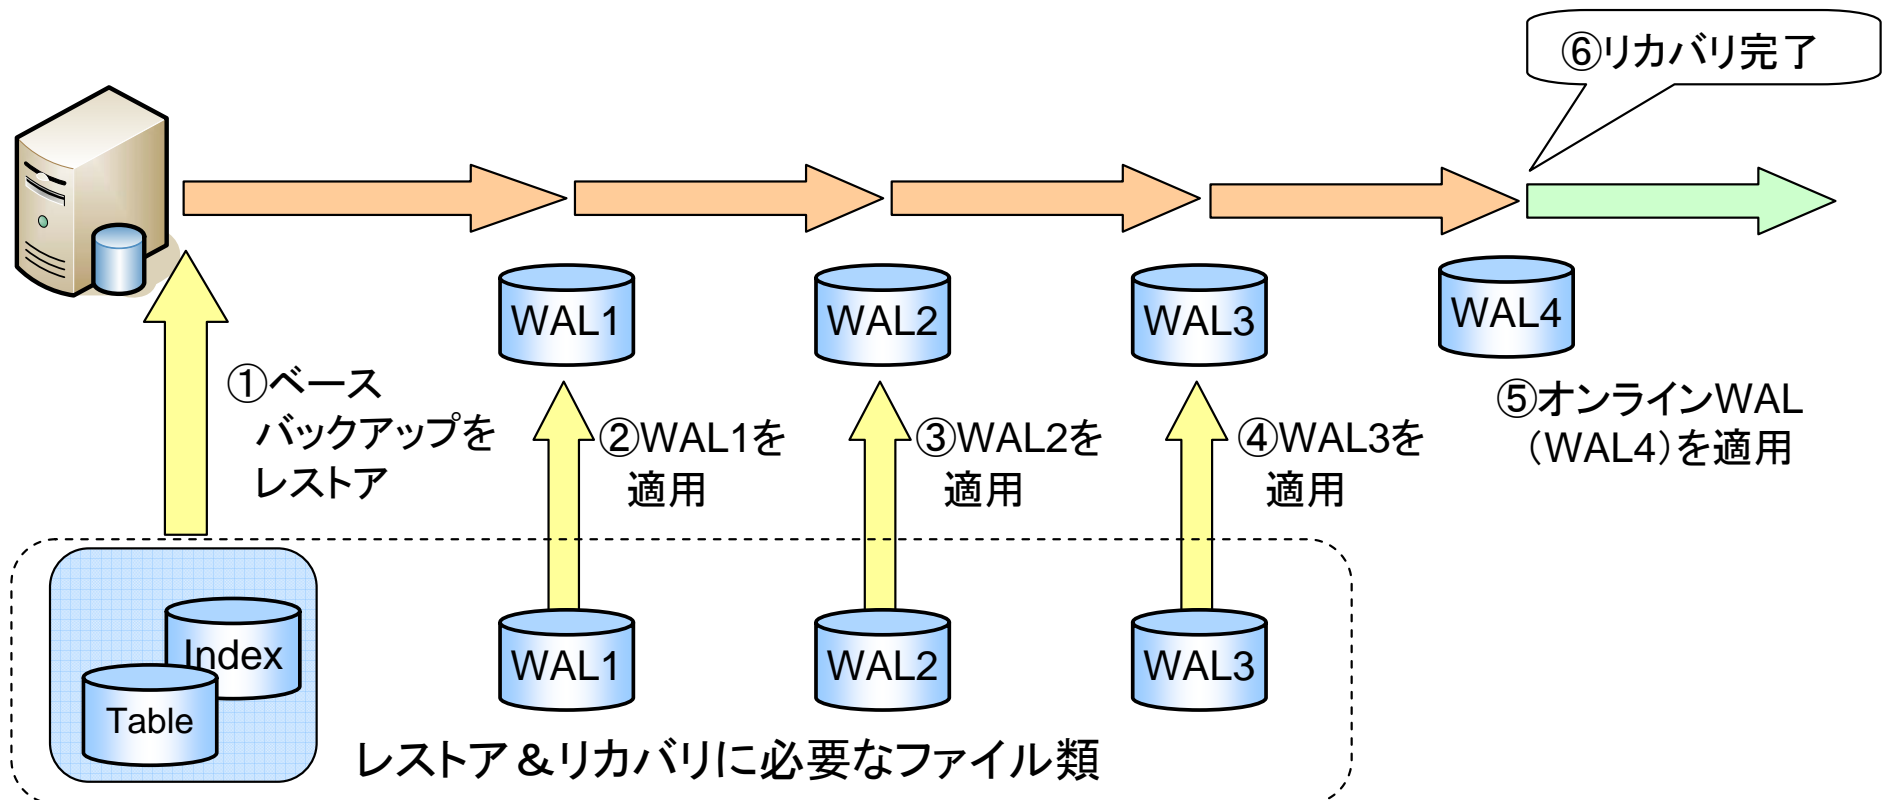 ⑥リカバリ完了
WAL1
WAL2
WAL3
WAL4
①ベース
バックアップを
レストア
②WAL1を
適用
③WAL2を
適用
④WAL3を
適用
⑤オンラインWAL
（WAL4）を適用
Index
Table
WAL1
WAL2
WAL3
レストア＆リカバリに必要なファイル類